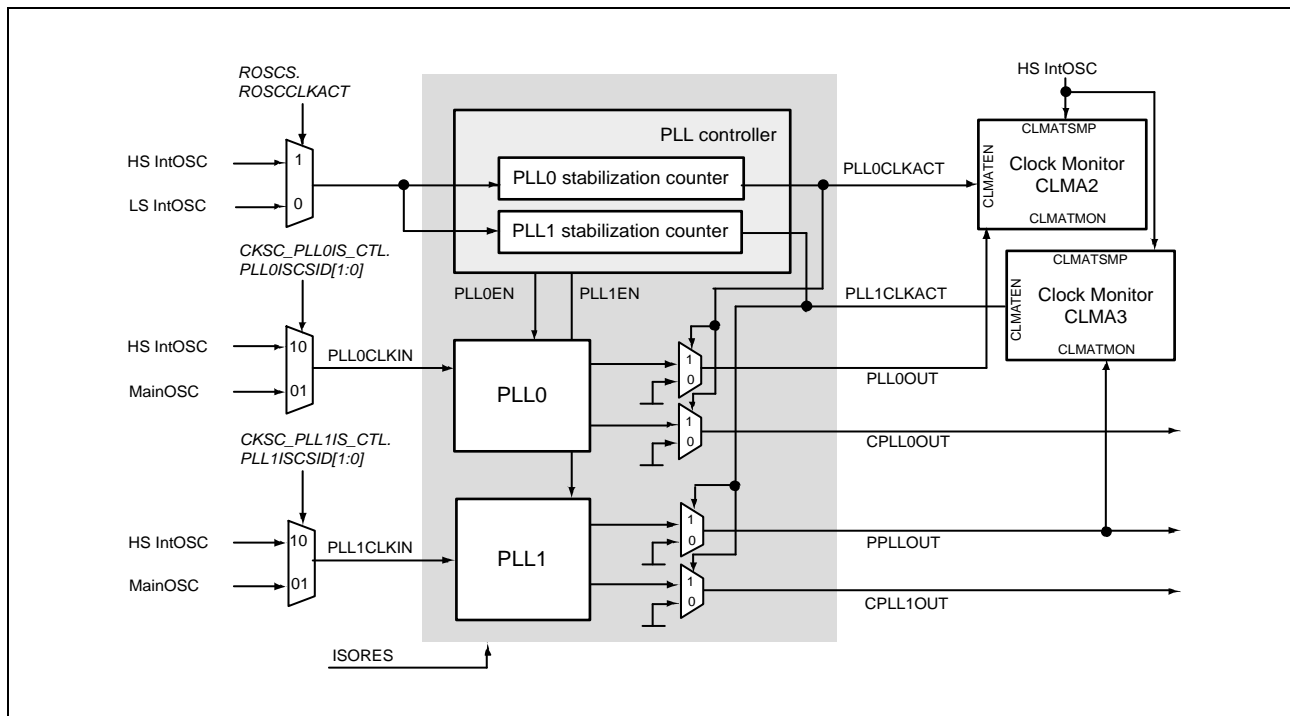 ROSCS.
ROSCCLKACT
HS IntOSC
1
LS IntOSC
0
CKSC_PLL0IS_CTL.
PLL0ISCSID[1:0]
HS IntOSC
10
PLL0CLKIN
MainOSC
01
CKSC_PLL1IS_CTL.
PLL1ISCSID[1:0]
HS IntOSC
10
PLL1CLKIN
MainOSC
01
ISORES
PLL controller
PLL0 stabilization counter
PLL1 stabilization counter
PLL0EN
PLL1EN
PLL0
PLL1
1
0
1
0
1
0
1
0
PLL0CLKACT
PLL1CLKACT
PLL0OUT
CPLL0OUT
PPLLOUT
CPLL1OUT
HS IntOSC
CLMATSMP
CLMATEN
Clock Monitor
CLMA2
CLMATMON
CLMATSMP
CLMATEN
Clock Monitor
CLMA3
CLMATMON